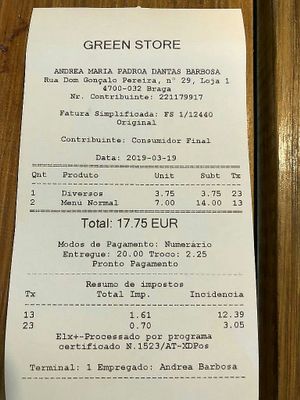 GREEN STORE
ANDREA MARIA PADROA DANTAS BARBOSA
Rua Dom Gonçalo Pereira, nº 29, Loja 1
4700-032 Braga
Nr. Contribuinte: 221179917
Fatura Simplificada: FS 1/12440
Original
Contribuinte: Consumidor Final
Data: 2019-03-19
Qnt Produto Unit Subt Tx
1 Diversos 3.75 3.75 23
2 Menu Normal 7.00 14.00 13
Total: 17.75 EUR
Modos de Pagamento: Numerário
Entregue: 20.00 Troco: 2.25
Pronto Pagamento
Resumo de impostos
Tx Total Imp. Incidencia
13 1.61 12.39
23 0.70 3.05
Elx+-Processado por programa
certificado N.1523/AT-XDPos
Terminal: 1 Empregado: Andrea Barbosa